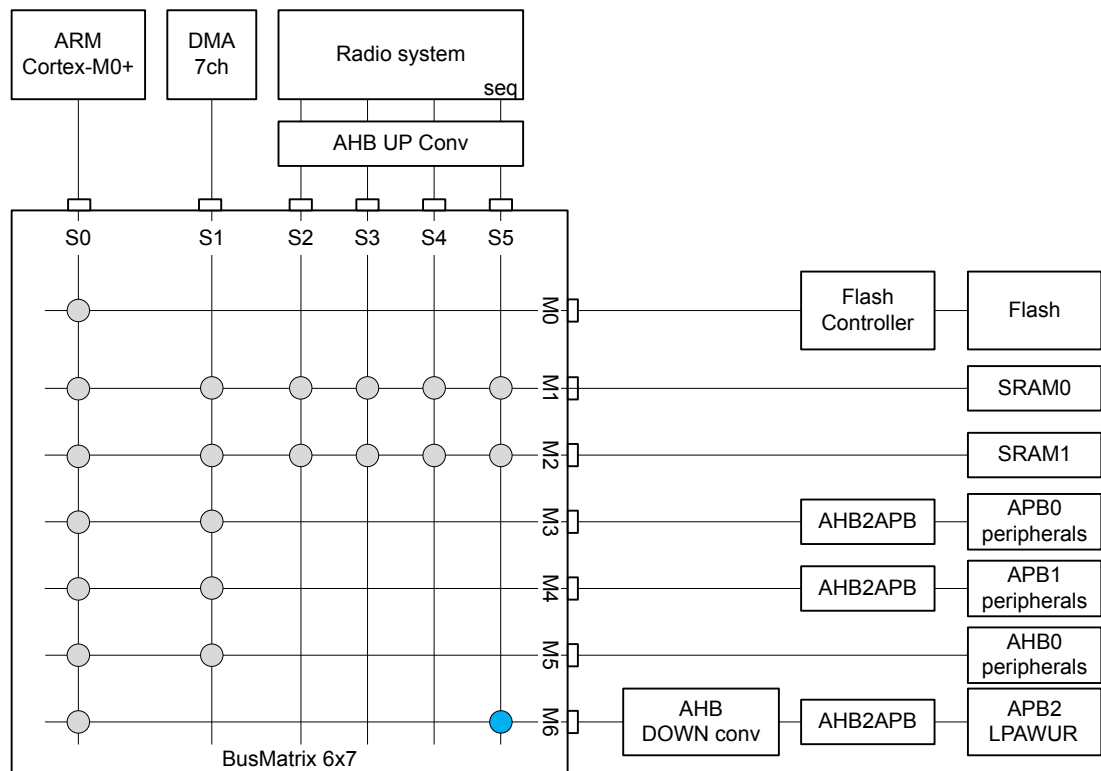 ARM
Cortex-M0+
DMA
7ch
Radio system
seq
AHB UP Conv
S0
S1
S2
S3
S4
S5
M0
Flash
Controller
Flash
M1
SRAM0
M2
SRAM1
M3
AHB2APB
APB0
peripherals
M4
AHB2APB
APB1
peripherals
M5
AHB0
peripherals
M6
AHB
DOWN conv
AHB2APB
APB2
LPAWUR
BusMatrix 6x7